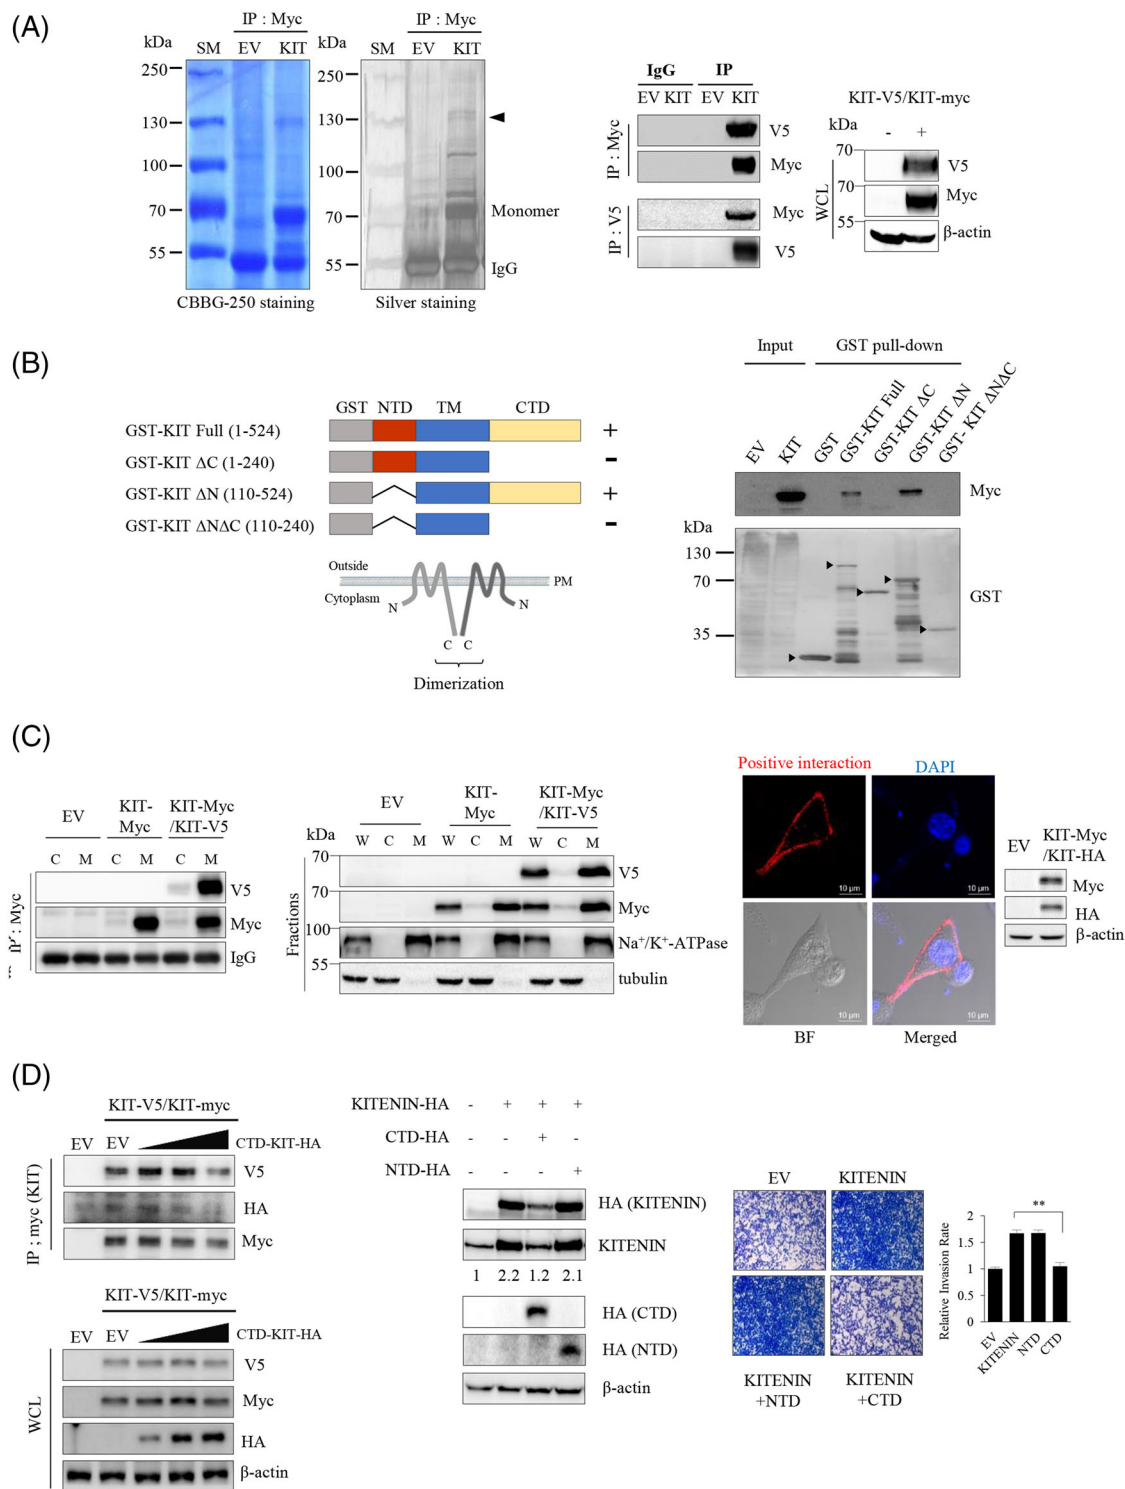 (A)
IP : Myc
IP : Myc
kDa SM EV KIT
kDa SM EV KIT
250
130
100
70
55
250
130
100
70
55
Monomer
IgG
CBBG-250 staining
Silver staining
IgG IP
EV KIT EV KIT
IP : Myc
V5
Myc
IP : V5
Myc
V5
KIT-V5/KIT-myc
kDa - +
70
70
55
WCL
V5
Myc
β-actin
(B)
GST NTD TM CTD
GST-KIT Full (1-524) +
GST-KIT ΔC (1-240) -
GST-KIT ΔN (110-524) +
GST-KIT ΔNΔC (110-240) -
Outside
Cytoplasm
PM
N N
C C
Dimerization
Input GST pull-down
EV
KIT
GST
GST-KIT Full
GST-KIT ΔC
GST-KIT ΔN
GST- KIT ΔNΔC
Myc
kDa
130
70
35
GST
(C)
EV
KIT-Myc
KIT-Myc/KIT-V5
C M C M C M
IP : Myc
V5
Myc
IgG
EV
KIT-Myc
KIT-Myc/KIT-V5
kDa W C M W C M W C M
70
70
100
55
Fractions
V5
Myc
Na⁺/K⁺-ATPase
tubulin
Positive interaction
DAPI
10 μm
10 μm
10 μm
10 μm
BF
Merged
EV
KIT-Myc/KIT-HA
Myc
HA
β-actin
(D)
KIT-V5/KIT-myc
EV EV CTD-KIT-HA
IP ; myc (KIT)
V5
HA
Myc
KIT-V5/KIT-myc
EV EV CTD-KIT-HA
WCL
V5
Myc
HA
β-actin
KITENIN-HA - + + +
CTD-HA - - + -
NTD-HA - - - +
HA (KITENIN)
KITENIN
1 2.2 1.2 2.1
HA (CTD)
HA (NTD)
β-actin
EV
KITENIN
KITENIN+NTD
KITENIN+CTD
**
Relative Invasion Rate
2
1.5
1
0.5
0
EV
KITENIN
NTD
CTD